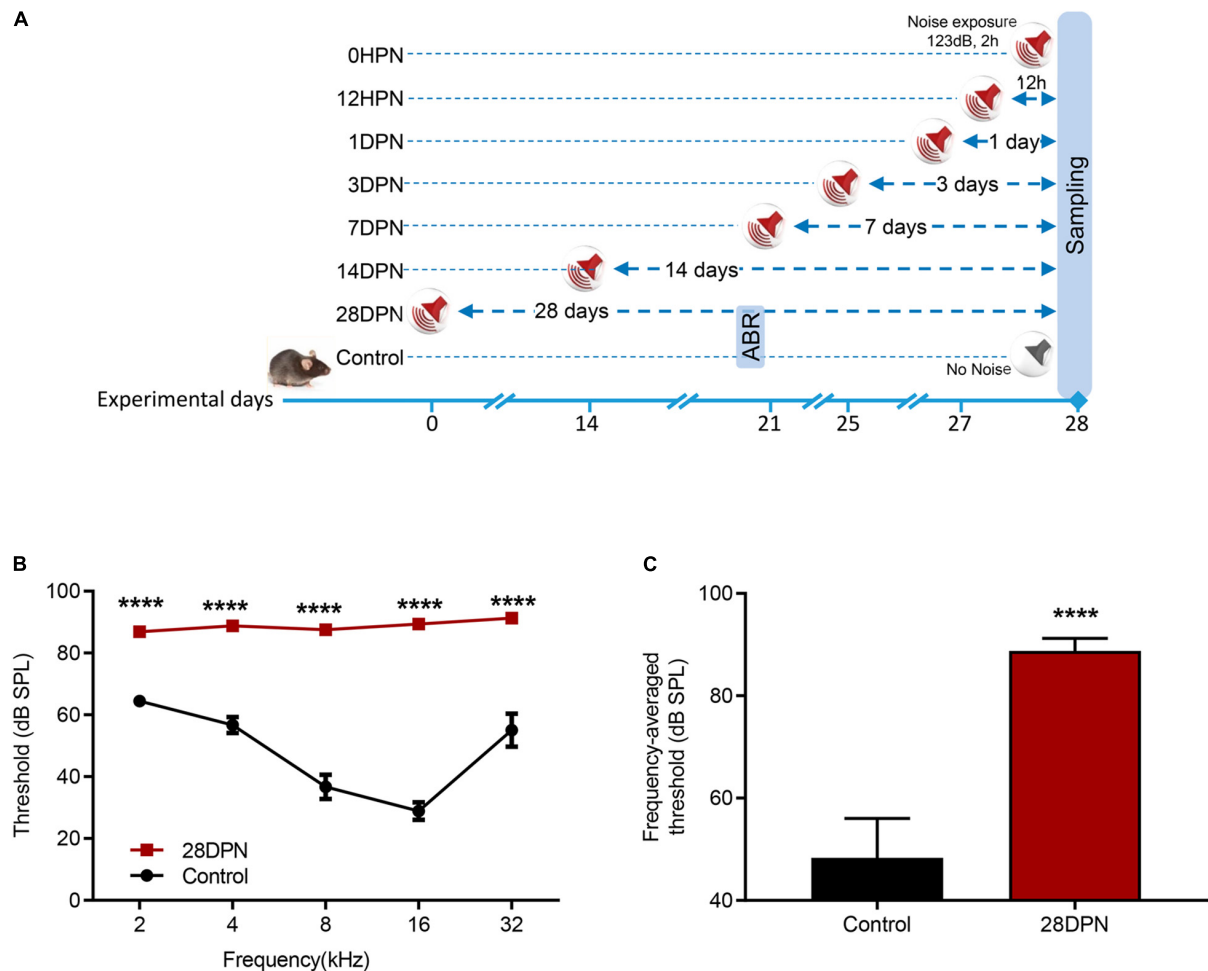 A
Noise exposure
123dB, 2h
0HPN
12HPN
12h
1DPN
1 day
3DPN
3 days
7DPN
7 days
14DPN
14 days
28DPN
28 days
ABR
Sampling
Control
No Noise
Experimental days
0
14
21
25
27
28
B
Threshold (dB SPL)
100
80
60
40
20
0
****
****
****
****
****
28DPN
Control
2
4
8
16
32
Frequency(kHz)
C
Frequency-averaged
threshold (dB SPL)
100
80
60
40
****
Control
28DPN